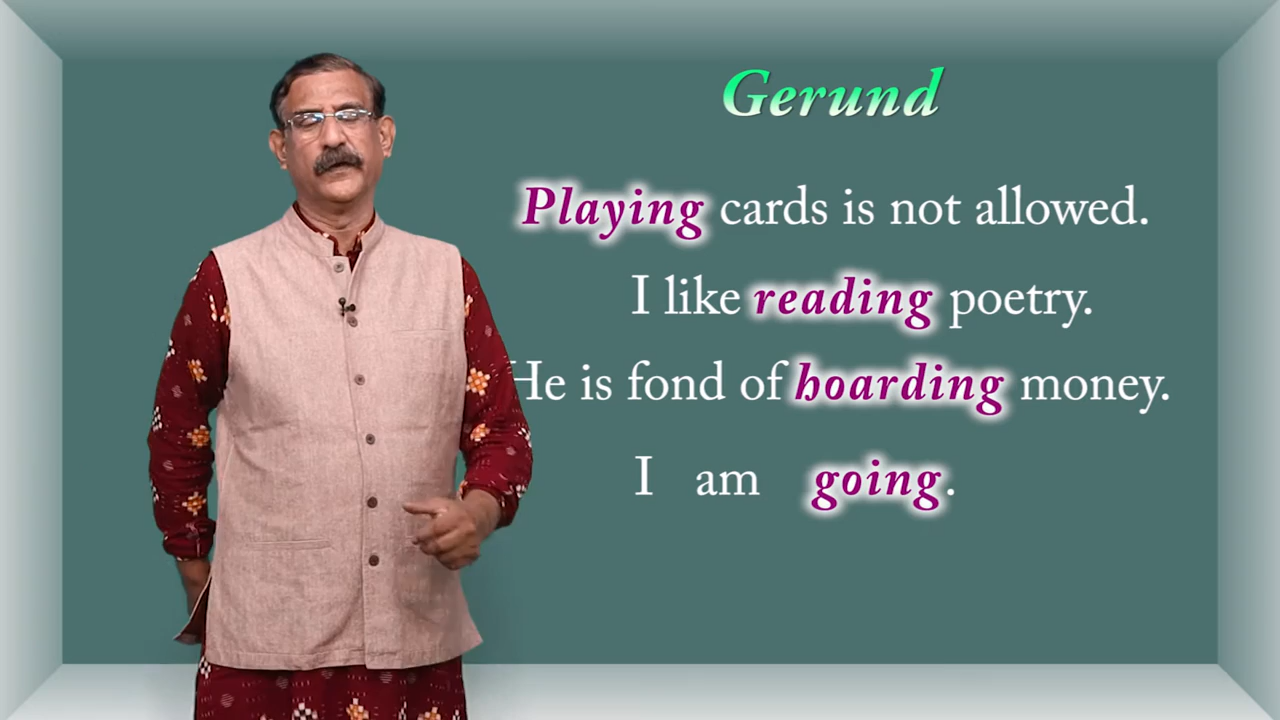 Gerund
Playing cards is not allowed.
I like reading poetry.
He is fond of hoarding money.
I am going.